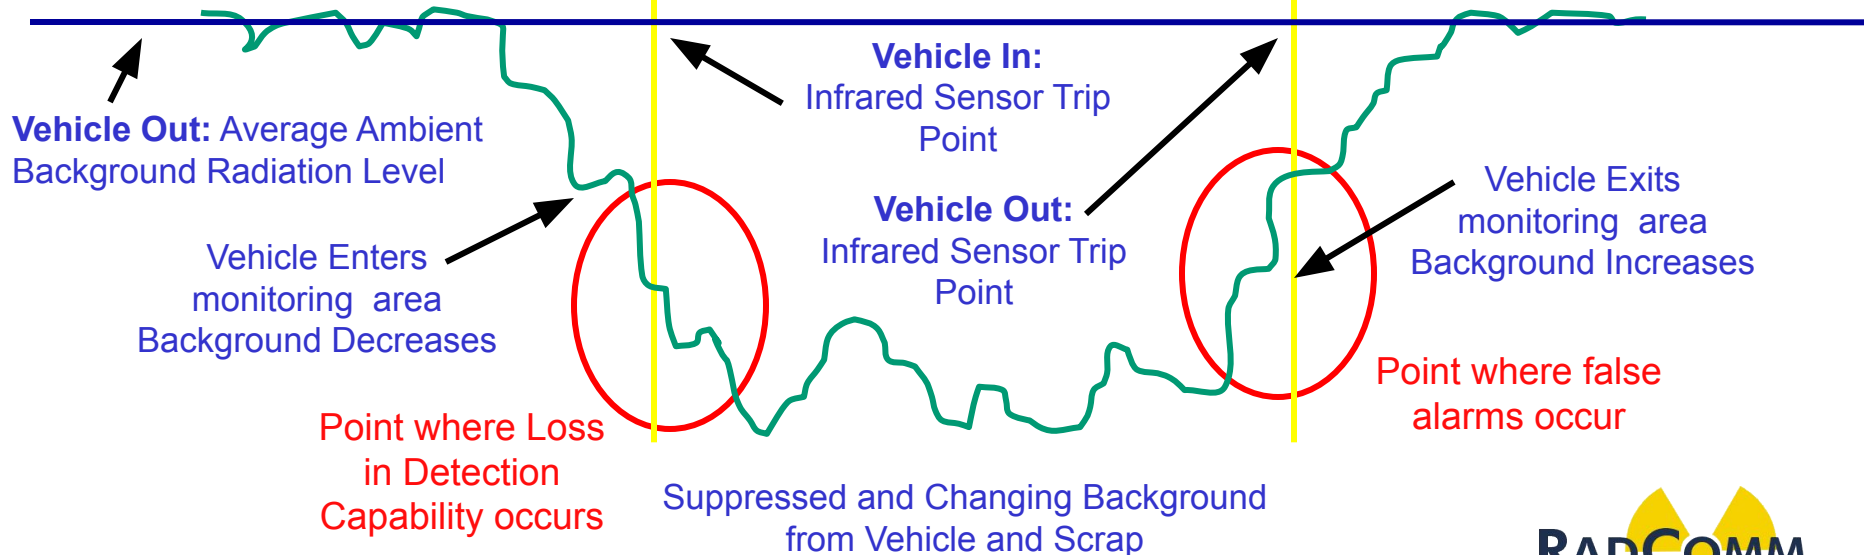 Vehicle In:
Infrared Sensor Trip
Point
Vehicle Out: Average Ambient
Background Radiation Level
Vehicle Out:
Infrared Sensor Trip
Point
Vehicle Exits
monitoring area
Background Increases
Vehicle Enters
monitoring area
Background Decreases
Point where false
alarms occur
Point where Loss
in Detection
Capability occurs
Suppressed and Changing Background
from Vehicle and Scrap
RADCOMM